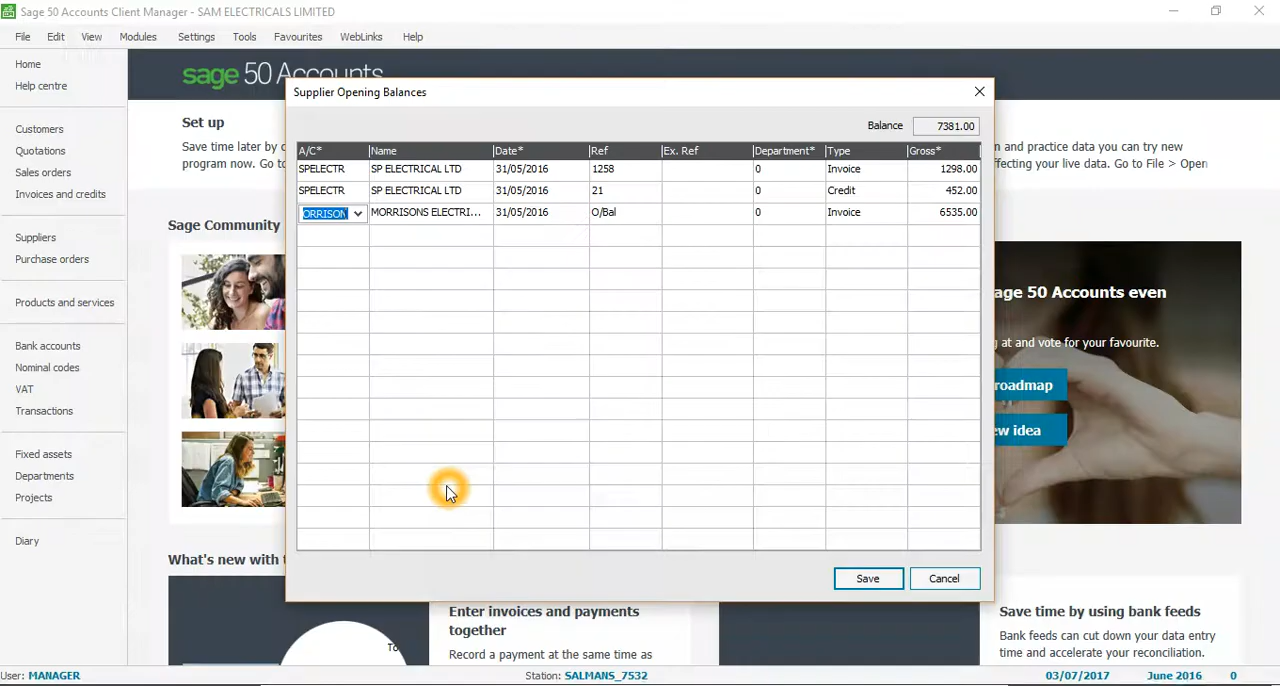 Sage 50 Accounts Client Manager - SAM ELECTRICALS LIMITED
File Edit View Modules Settings Tools Favourites WebLinks Help
Home
Help centre
Customers
Quotations
Sales orders
Invoices and credits
Suppliers
Purchase orders
Products and services
Bank accounts
Nominal codes
VAT
Transactions
Fixed assets
Departments
Projects
Diary
sage 50 Accounts
Set up
Save time later by
program now. Go to
n and practice data you can try new
ffecting your live data. Go to File > Open
Sage Community
Supplier Opening Balances
Balance 7381.00
A/C* Name Date* Ref Ex. Ref Department* Type Gross*
SPELECTR SP ELECTRICAL LTD 31/05/2016 1258 0 Invoice 1298.00
SPELECTR SP ELECTRICAL LTD 31/05/2016 21 0 Credit 452.00
ORRISON MORRISONS ELECTRI... 31/05/2016 O/Bal 0 Invoice 6535.00
Save Cancel
age 50 Accounts even
g at and vote for your favourite.
roadmap
ew idea
What's new with
To
Enter invoices and payments
together
Record a payment at the same time as
Save time by using bank feeds
Bank feeds can cut down your data entry
time and accelerate your reconciliation.
User: MANAGER Station: SALMANS_7532 03/07/2017 June 2016 0